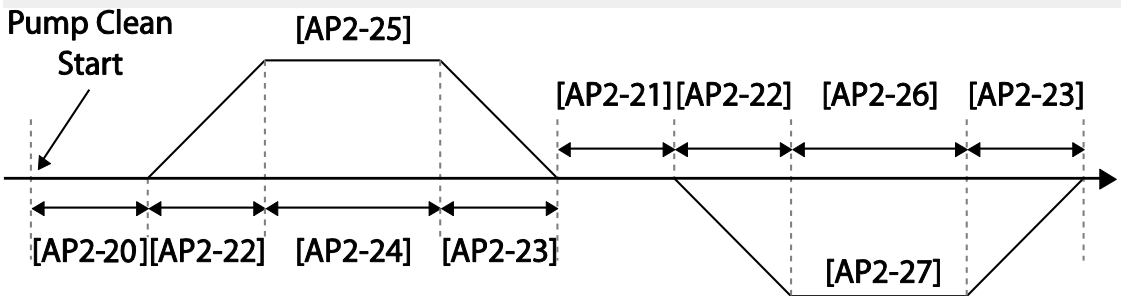 Pump Clean
Start
[AP2-25]
[AP2-21] [AP2-22] [AP2-26] [AP2-23]
[AP2-20] [AP2-22] [AP2-24] [AP2-23]
[AP2-27]